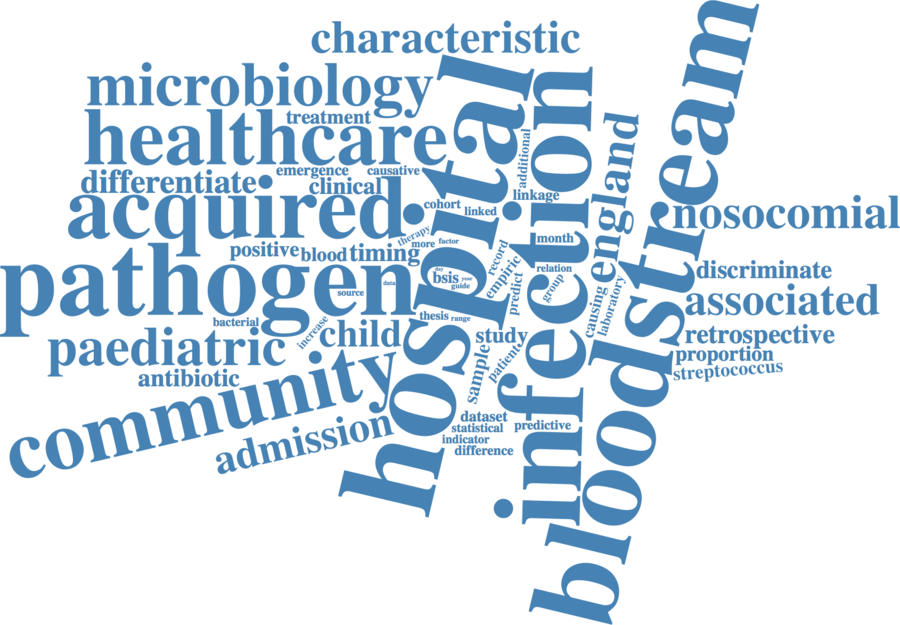 characteristic
microbiology
treatment
healthcare
emergence
causative
differentiate
clinical
acquired
cohort
linked
linkage
additional
hospital
infection
bloodstream
england
nosocomial
therapy
more
factor
positive
blood
timing
month
record
empiric
predict
relation
group
causing
laboratory
discriminate
pathogen
day
bsis
year
guide
data
source
associated
thesis
range
bacterial
increase
child
study
retrospective
paediatric
proportion
streptococcus
antibiotic
sample
patient
community
admission
dataset
statistical
predictive
indicator
difference